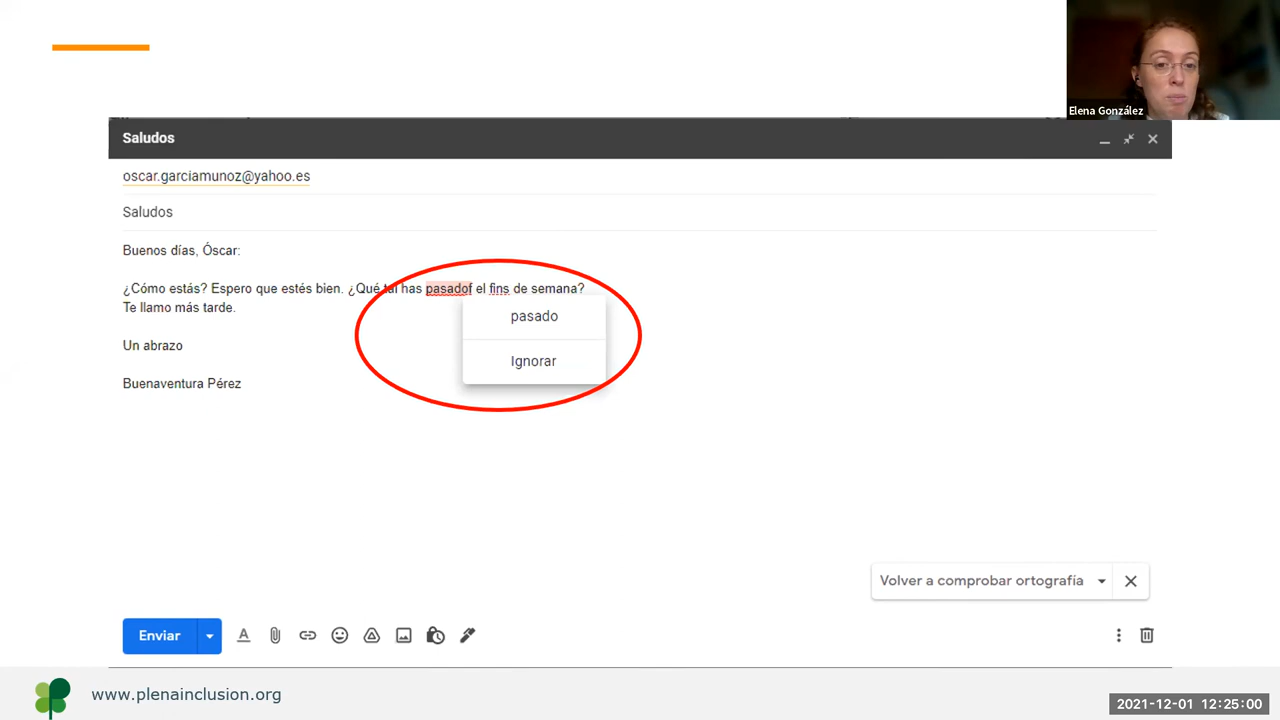 Elena González
Saludos
oscar.garciamunoz@yahoo.es
Saludos
Buenos días, Óscar:
¿Cómo estás? Espero que estés bien. ¿Qué tal has pasadof el fins de semana?
Te llamo más tarde.
pasado
Ignorar
Un abrazo
Buenaventura Pérez
Volver a comprobar ortografía
Enviar
www.plenainclusion.org
2021-12-01 12:25:00